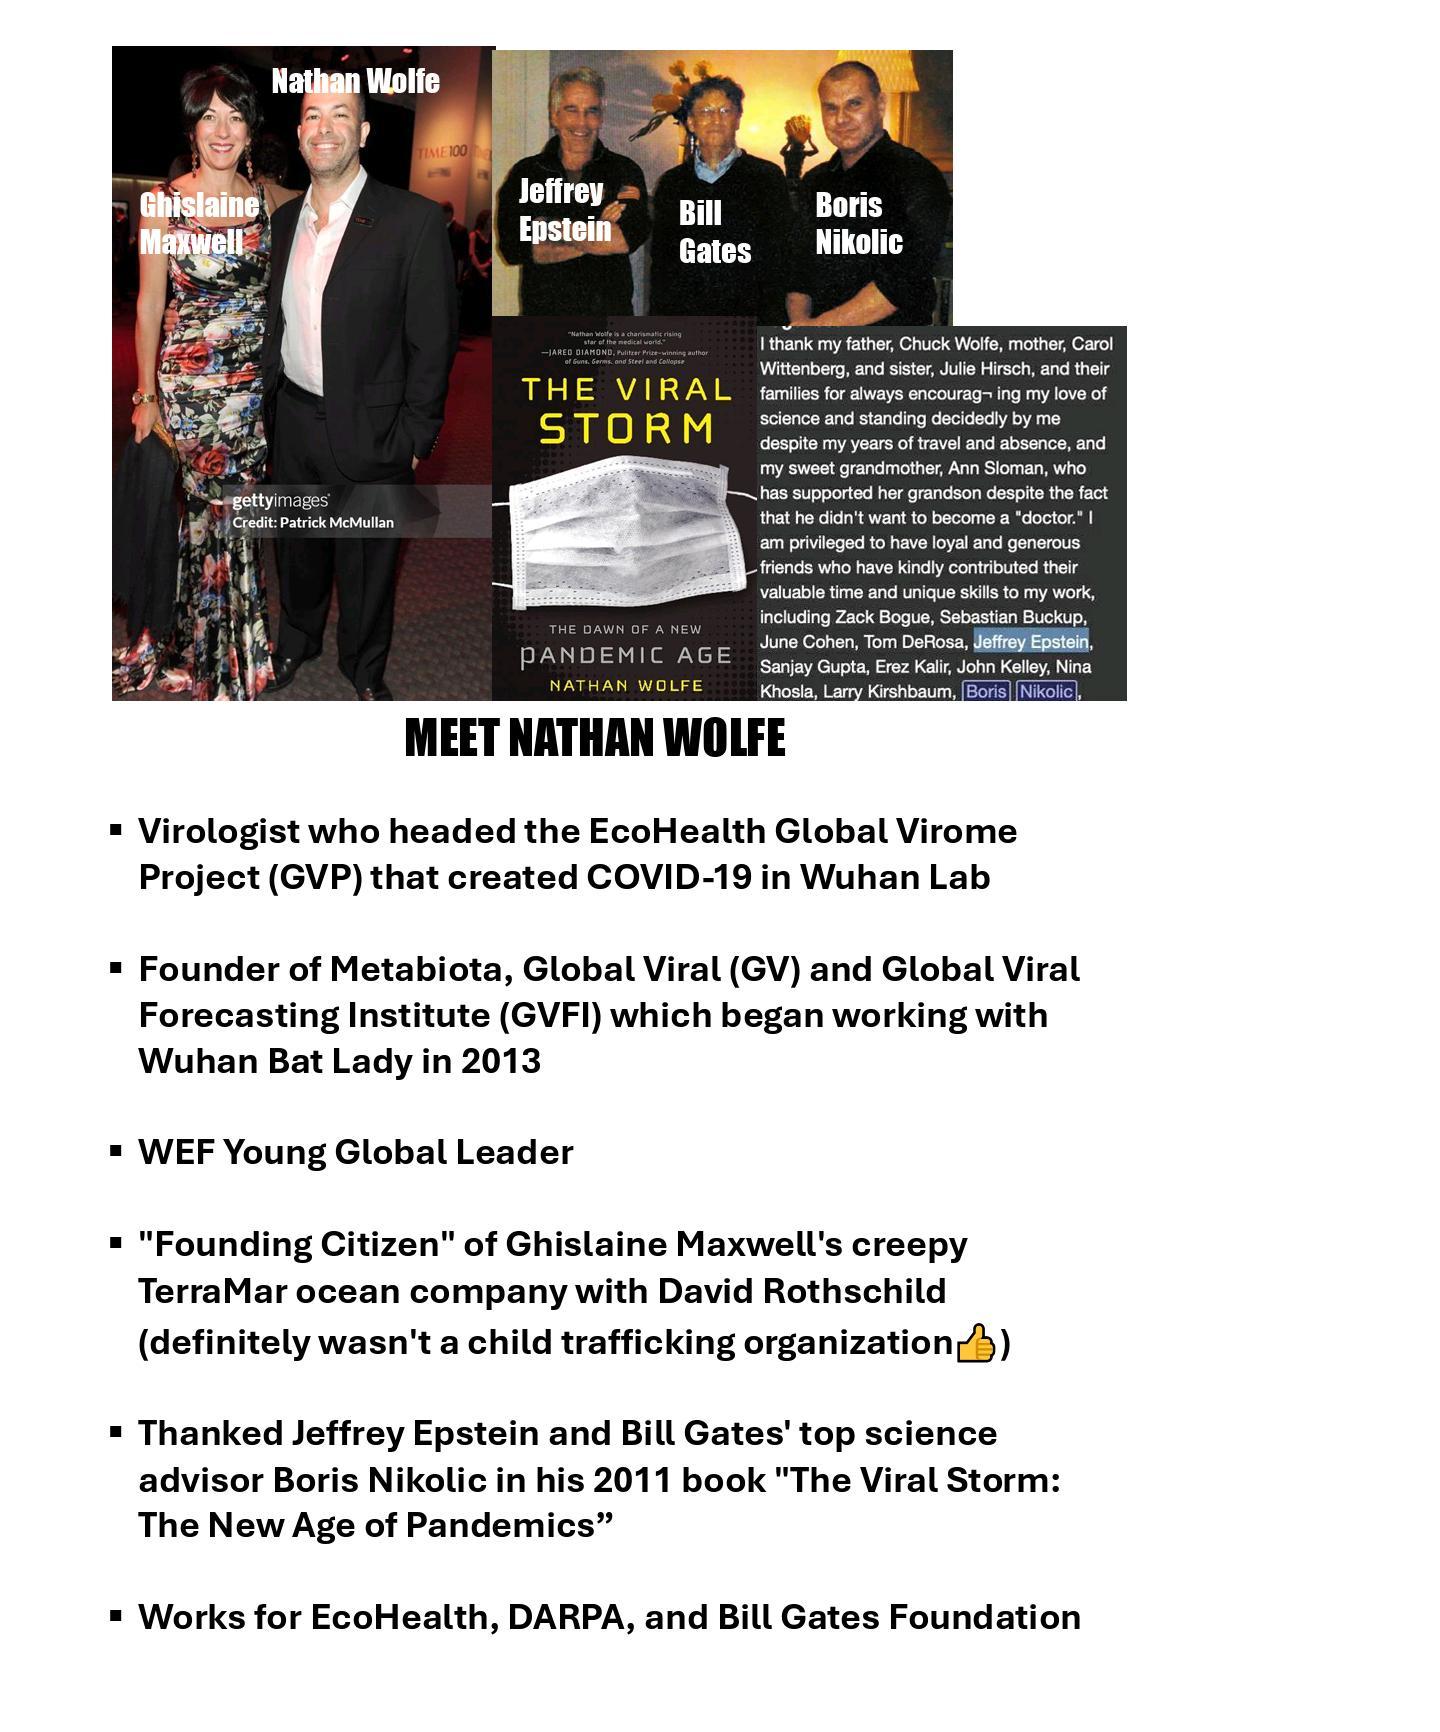 Nathan Wolfe
Ghislaine
Maxwell
TIME100
gettyimages®
Credit: Patrick McMullan
Jeffrey
Epstein
Bill
Gates
Boris
Nikolic
"Nathan Wolfe is a charismatic rising
star of the medical world."
—JARED DIAMOND, Pulitzer Prize–winning author
of Guns, Germs, and Steel and Collapse
THE VIRAL
STORM
THE DAWN OF A NEW
PANDEMIC AGE
NATHAN WOLFE
I thank my father, Chuck Wolfe, mother, Carol
Wittenberg, and sister, Julie Hirsch, and their
families for always encourag¬ ing my love of
science and standing decidedly by me
despite my years of travel and absence, and
my sweet grandmother, Ann Sloman, who
has supported her grandson despite the fact
that he didn't want to become a "doctor." I
am privileged to have loyal and generous
friends who have kindly contributed their
valuable time and unique skills to my work,
including Zack Bogue, Sebastian Buckup,
June Cohen, Tom DeRosa, Jeffrey Epstein,
Sanjay Gupta, Erez Kalir, John Kelley, Nina
Khosla, Larry Kirshbaum, Boris Nikolic,
MEET NATHAN WOLFE
▪ Virologist who headed the EcoHealth Global Virome
Project (GVP) that created COVID-19 in Wuhan Lab
▪ Founder of Metabiota, Global Viral (GV) and Global Viral
Forecasting Institute (GVFI) which began working with
Wuhan Bat Lady in 2013
▪ WEF Young Global Leader
▪ "Founding Citizen" of Ghislaine Maxwell's creepy
TerraMar ocean company with David Rothschild
(definitely wasn't a child trafficking organization👍)
▪ Thanked Jeffrey Epstein and Bill Gates' top science
advisor Boris Nikolic in his 2011 book "The Viral Storm:
The New Age of Pandemics”
▪ Works for EcoHealth, DARPA, and Bill Gates Foundation